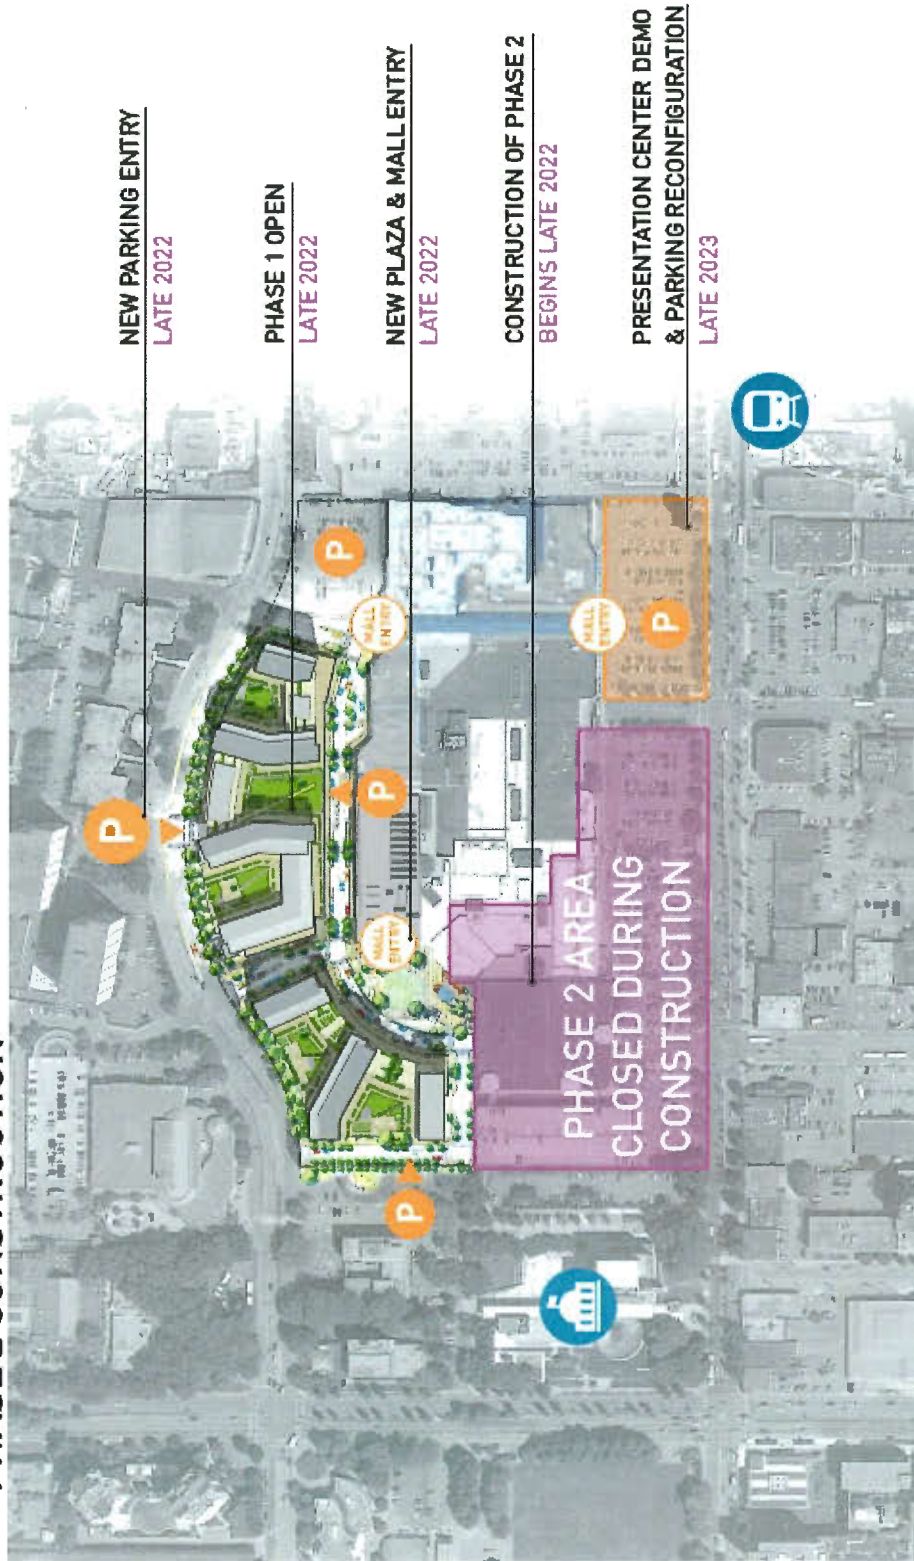 NEW PARKING ENTRY
LATE 2022
PHASE 1 OPEN
LATE 2022
NEW PLAZA & MALL ENTRY
LATE 2022
CONSTRUCTION OF PHASE 2
BEGINS LATE 2022
PRESENTATION CENTER DEMO
& PARKING RECONFIGURATION
LATE 2023
P
P
P
P
MALL
ENTRY
MALL
ENTRY
MALL
ENTRY
P
PHASE 2 AREA
CLOSED DURING
CONSTRUCTION